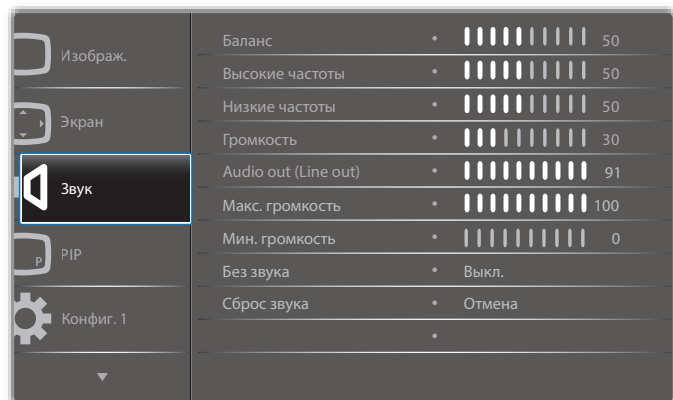 Изображ.
Экран
Звук
PIP
P
Конфиг. 1
Баланс • 50
Высокие частоты • 50
Низкие частоты • 50
Громкость • 30
Audio out (Line out) • 91
Макс. громкость • 100
Мин. громкость • 0
Без звука • Выкл.
Сброс звука • Отмена
•